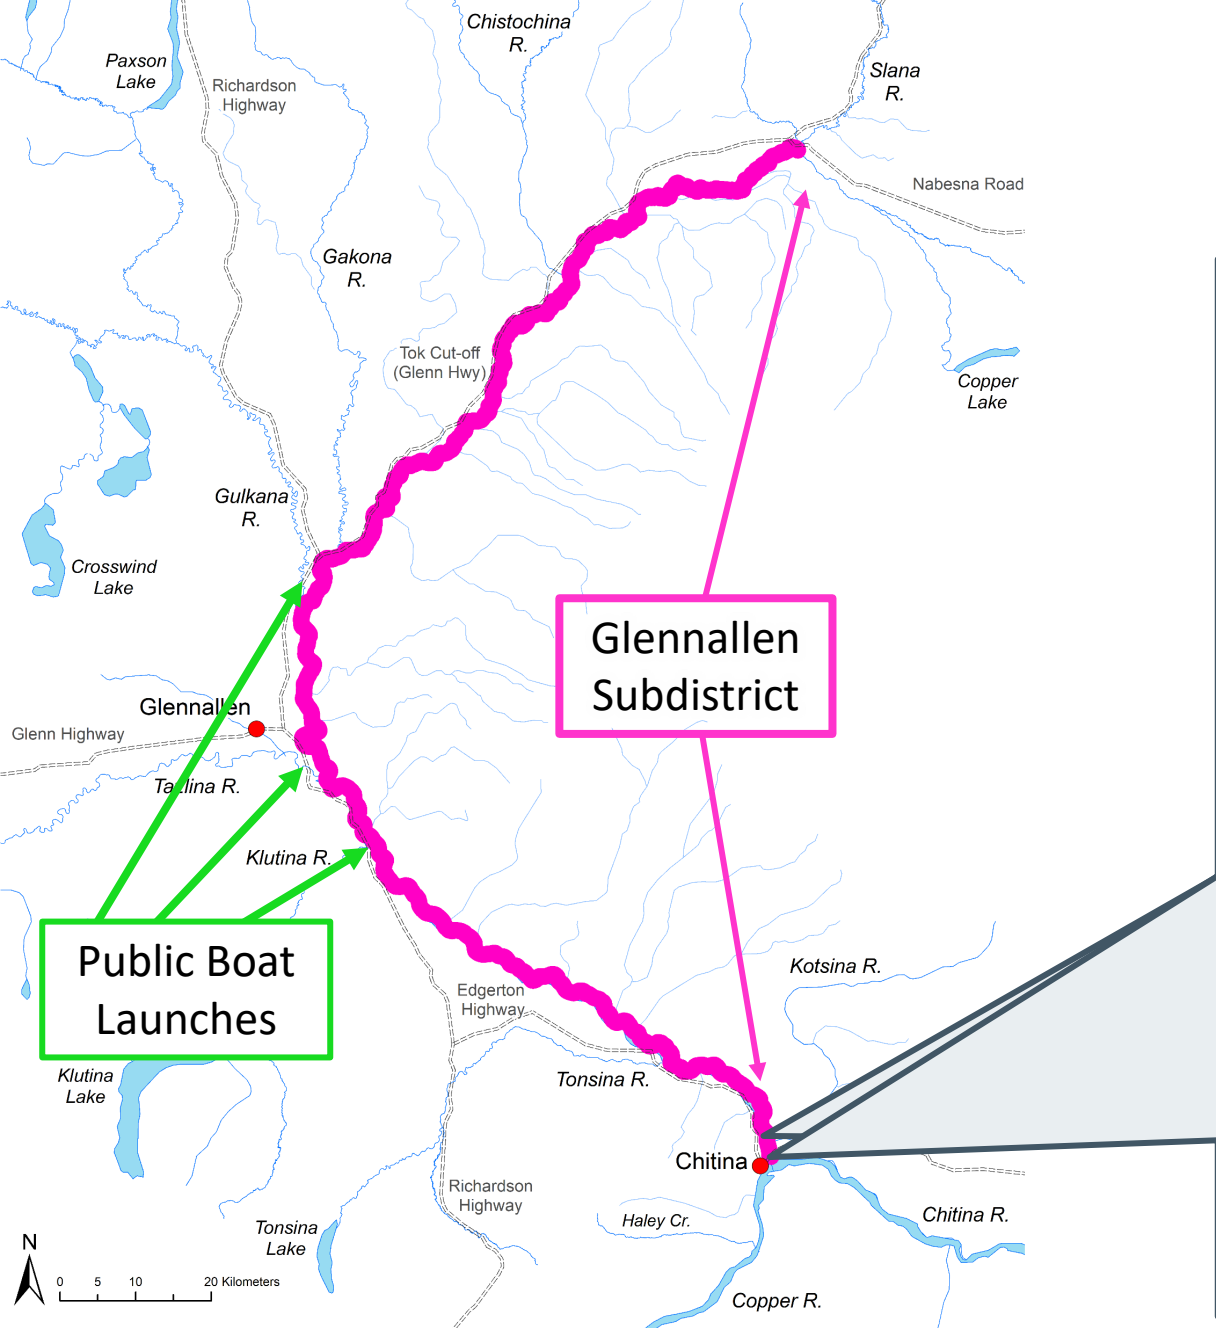 Chistochina
R.
Paxson
Lake
Slana
R.
Richardson
Highway
Nabesna Road
Gakona
R.
Tok Cut-off
(Glenn Hwy)
Copper
Lake
Gulkana
R.
Crosswind
Lake
Glennallen
Subdistrict
Glennallen
Glenn Highway
Tazlina R.
Klutina R.
Public Boat
Launches
Kotsina R.
Edgerton
Highway
Klutina
Lake
Tonsina R.
Chitina
Richardson
Highway
Haley Cr.
Chitina R.
Tonsina
Lake
N
0 5 10 20 Kilometers
Copper R.